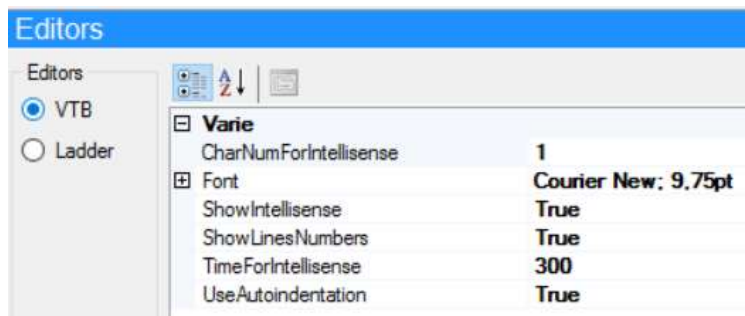 Editors
Editors
VTB
Ladder
Varie
CharNumForIntellisense 1
Font Courier New; 9,75pt
ShowIntellisense True
ShowLinesNumbers True
TimeForIntellisense 300
UseAutoindentation True